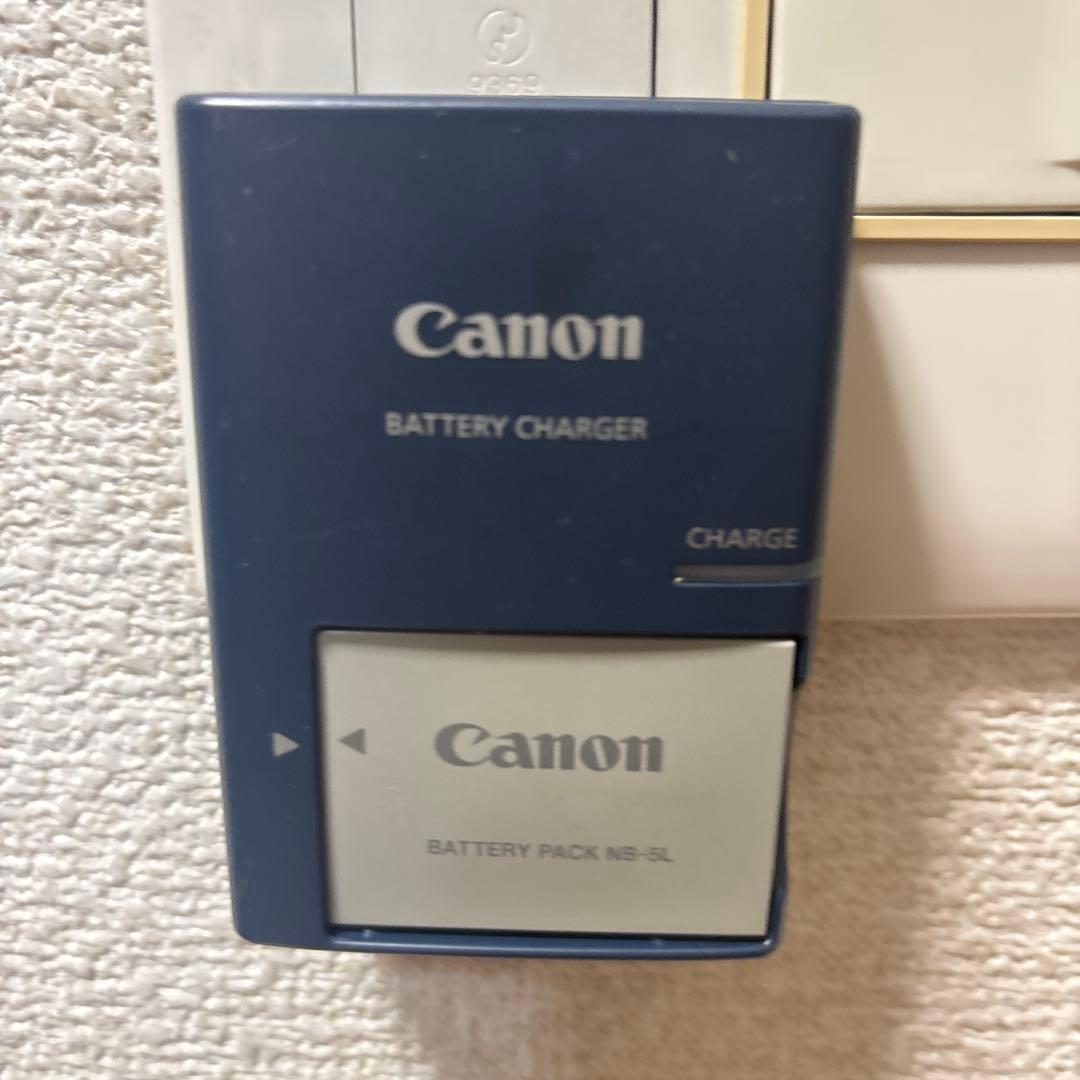 Canon
BATTERY CHARGER
CHARGE
Canon
BATTERY PACK NB-5L